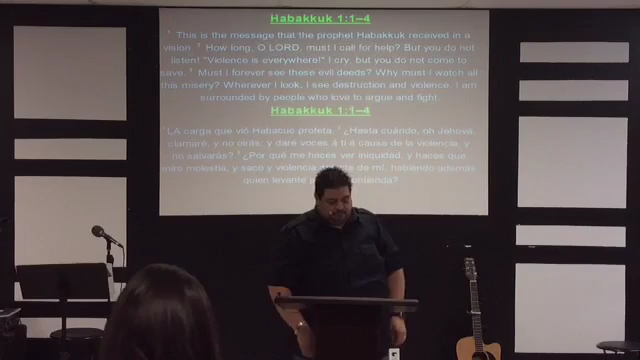 Habakkuk 1:1–4
1 This is the message that the prophet Habakkuk received in a
vision. 2 How long, O LORD, must I call for help? But you do not
listen! "Violence is everywhere!" I cry, but you do not come to
save. 3 Must I forever see these evil deeds? Why must I watch all
this misery? Wherever I look, I see destruction and violence. I am
surrounded by people who love to argue and fight.
Habakkuk 1:1–4
1 LA carga que vió Habacuc profeta. 2 ¿Hasta cuándo, oh Jehová,
clamaré, y no oirás; y daré voces á ti á causa de la violencia, y
no salvarás? 3 ¿Por qué me haces ver iniquidad, y haces que
mire molestia, y saco y violencia delante de mí, habiendo además
quien levante contienda?